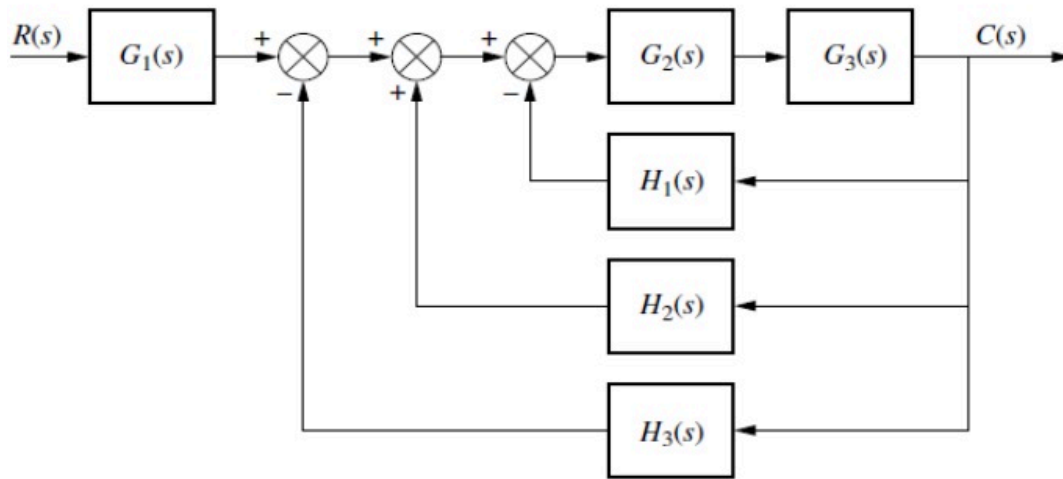 R(s) G₁(s) + + + G₂(s) G₃(s) C(s)
− + −
H₁(s)
H₂(s)
H₃(s)